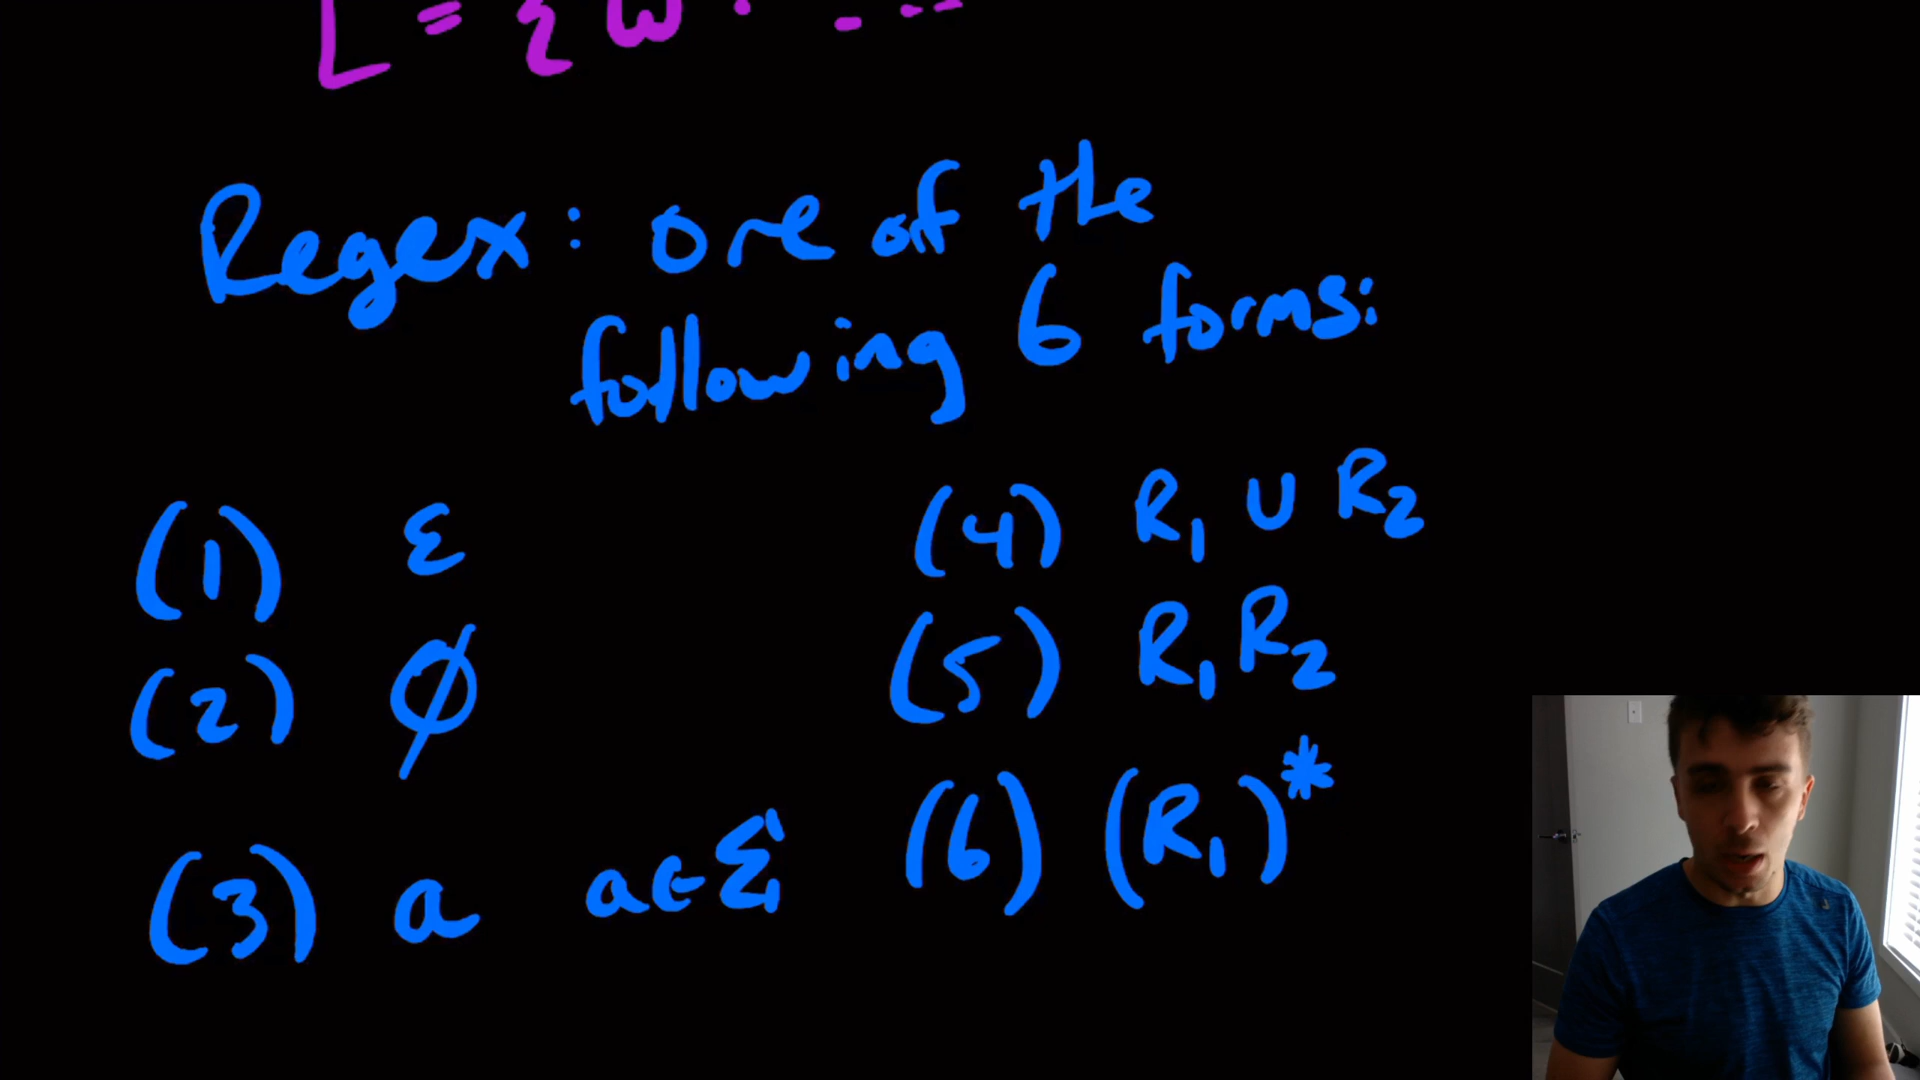 L = {w : ...
Regex: one of the
following 6 forms:
(1) ε
(2) ∅
(3) a a∈Σ
(4) R₁ ∪ R₂
(5) R₁R₂
(6) (R₁)*